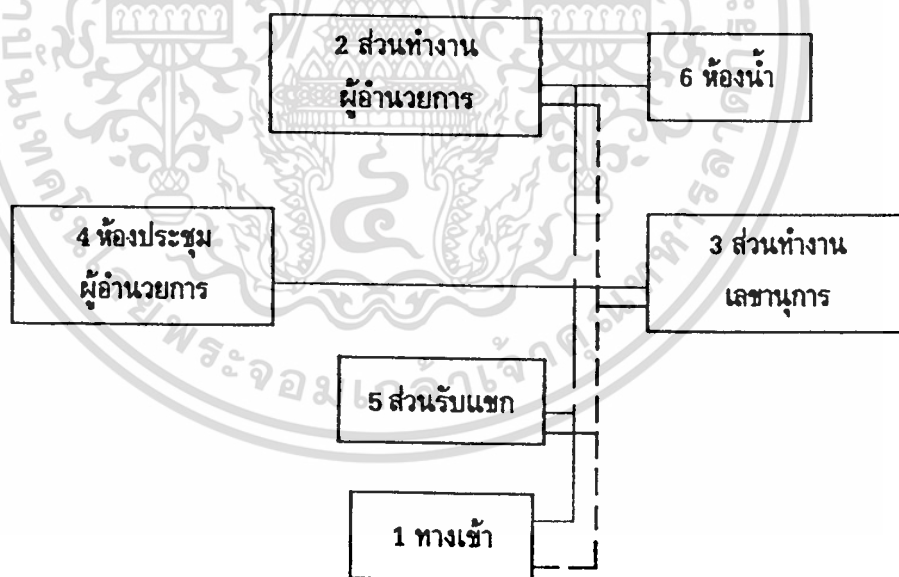 2 ส่วนทำงาน
ผู้อำนวยการ
6 ห้องน้ำ
4 ห้องประชุม
ผู้อำนวยการ
3 ส่วนทำงาน
เลขานุการ
5 ส่วนรับแขก
1 ทางเข้า